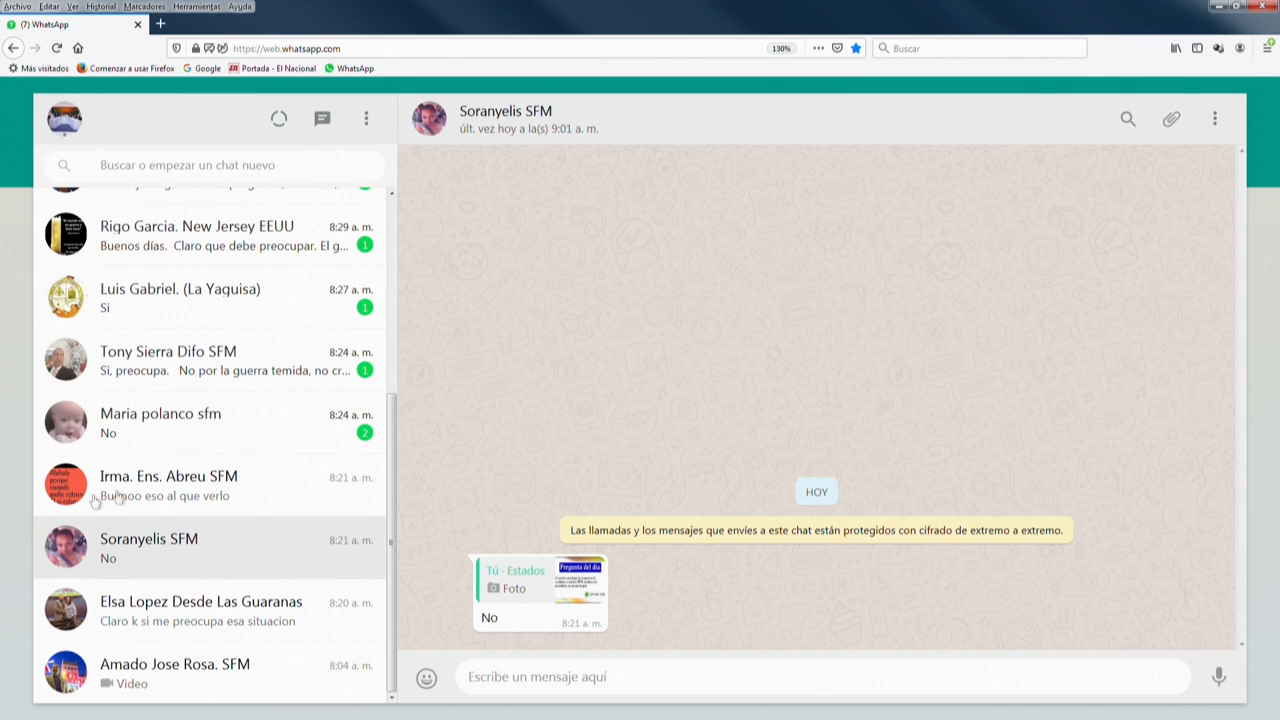 Archivo Editar Ver Historial Marcadores Herramientas Ayuda
(7) WhatsApp
https://web.whatsapp.com
130%
Buscar
Más visitados Comenzar a usar Firefox Google Portada - El Nacional WhatsApp
Soranyelis SFM
últ. vez hoy a la(s) 9:01 a. m.
Buscar o empezar un chat nuevo
Rigo Garcia. New Jersey EEUU 8:29 a. m.
Buenos días. Claro que debe preocupar. El g... 1
Luis Gabriel. (La Yaguisa) 8:27 a. m.
Si 1
Tony Sierra Difo SFM 8:24 a. m.
Si, preocupa. No por la guerra temida, no cr... 1
Maria polanco sfm 8:24 a. m.
No 2
Irma. Ens. Abreu SFM 8:21 a. m.
eso al que verlo
Soranyelis SFM 8:21 a. m.
No
Elsa Lopez Desde Las Guaranas 8:20 a. m.
Claro k si me preocupa esa situacion
Amado Jose Rosa. SFM 8:04 a. m.
Video
HOY
Las llamadas y los mensajes que envíes a este chat están protegidos con cifrado de extremo a extremo.
Tú · Estados
Foto
Pregunta del día
No
8:21 a. m.
Escribe un mensaje aquí